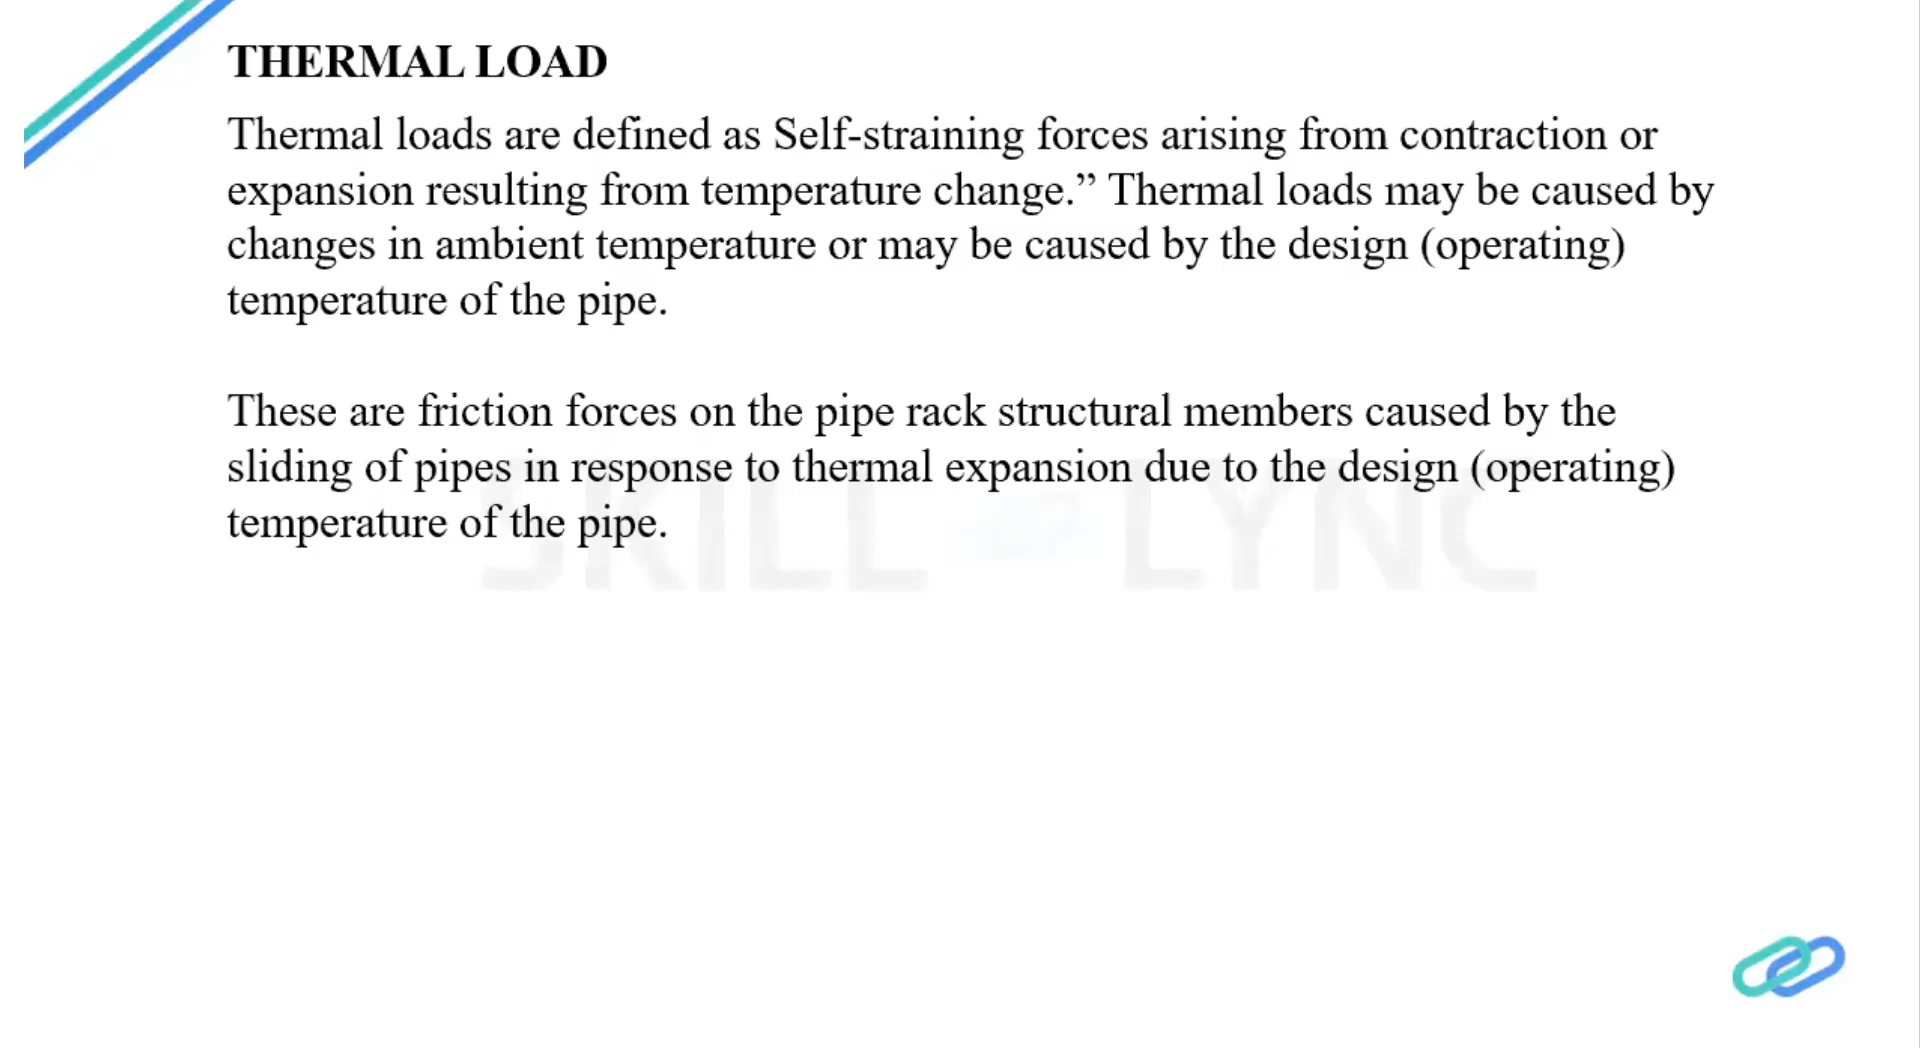 THERMAL LOAD
Thermal loads are defined as Self-straining forces arising from contraction or
expansion resulting from temperature change.” Thermal loads may be caused by
changes in ambient temperature or may be caused by the design (operating)
temperature of the pipe.
These are friction forces on the pipe rack structural members caused by the
sliding of pipes in response to thermal expansion due to the design (operating)
temperature of the pipe.
SKILL LYNC